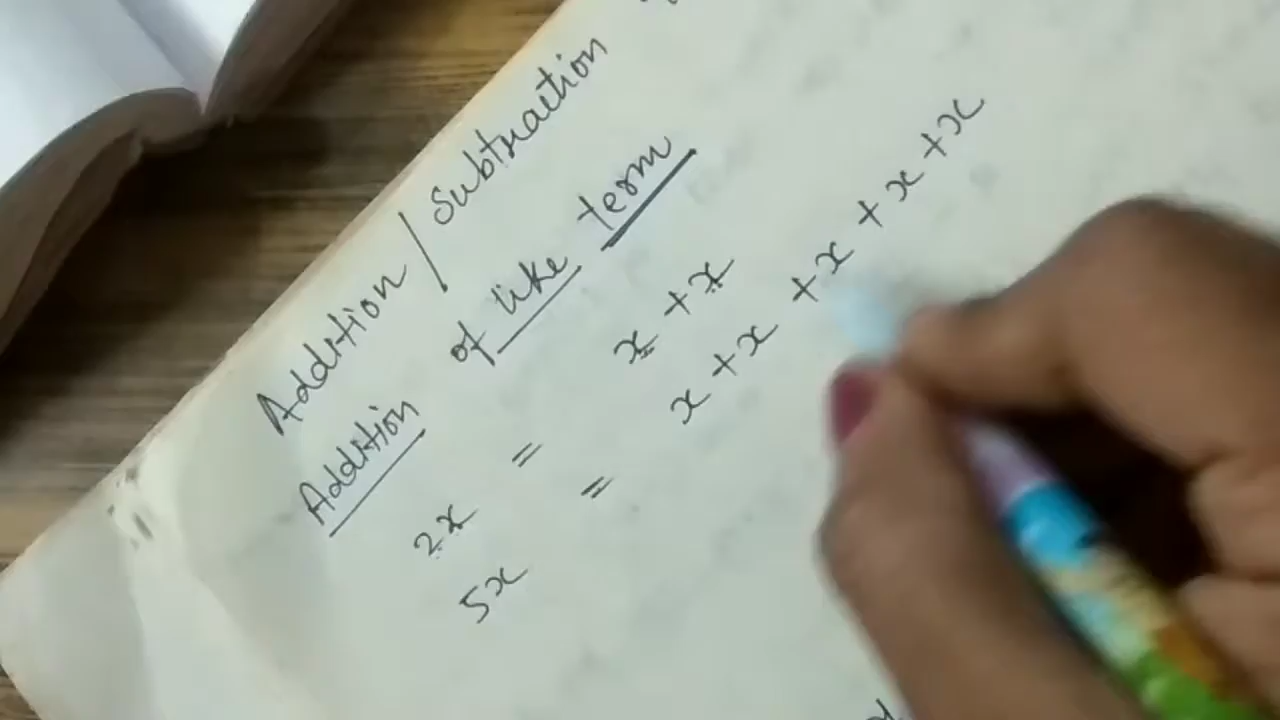 Addition / Subtraction
of like term
Addition
2x = x + x
5x = x + x + x + x + x